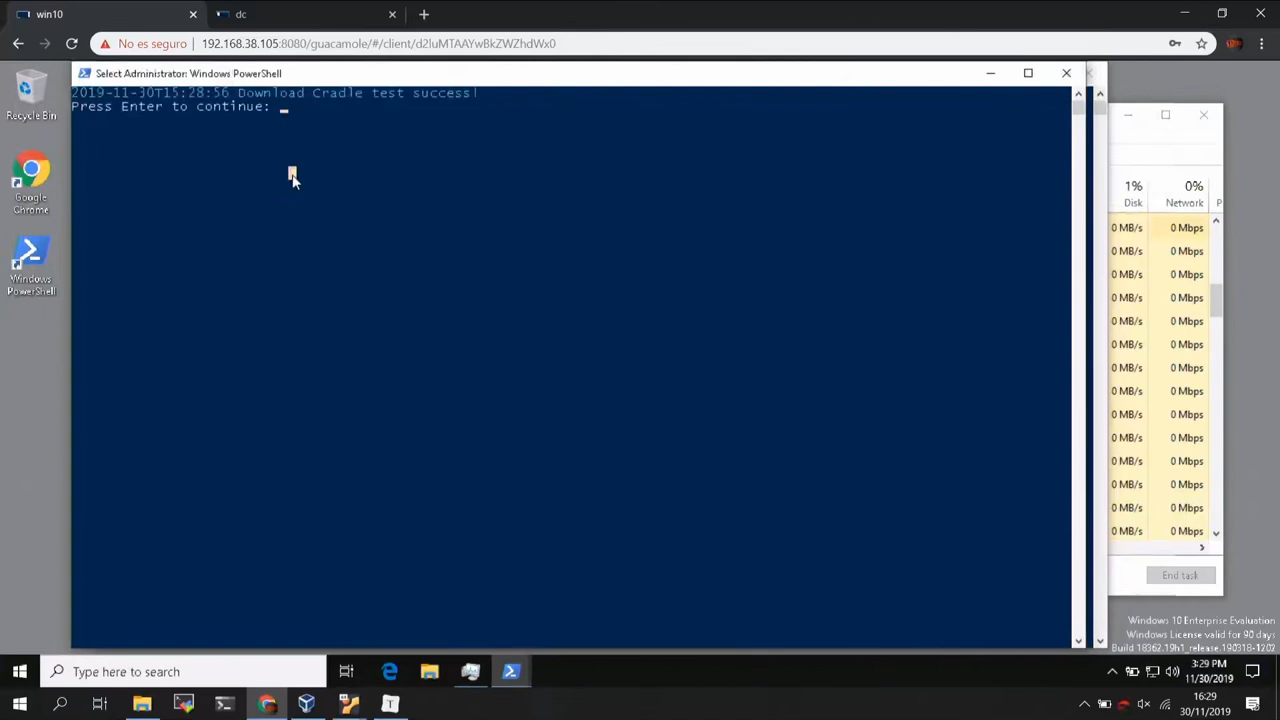 win10
dc
No es seguro
192.168.38.105:8080/guacamole/#/client/d2luMTAAYwBkZWZhdWx0
Select Administrator: Windows PowerShell
2019-11-30T15:28:56 Download Cradle test success!
Press Enter to continue: _
Recycle Bin
Google
Chrome
Windows
PowerShell
1% 0%
Disk Network P
0 MB/s 0 Mbps
0 MB/s 0 Mbps
0 MB/s 0 Mbps
0 MB/s 0 Mbps
0 MB/s 0 Mbps
0 MB/s 0 Mbps
0 MB/s 0 Mbps
0 MB/s 0 Mbps
0 MB/s 0 Mbps
0 MB/s 0 Mbps
0 MB/s 0 Mbps
0 MB/s 0 Mbps
0 MB/s 0 Mbps
0 MB/s 0 Mbps
End task
Windows 10 Enterprise Evaluation
Windows License valid for 90 days
Build 18362.19h1_release.190318-1202
Type here to search
3:29 PM
11/30/2019
16:29
30/11/2019